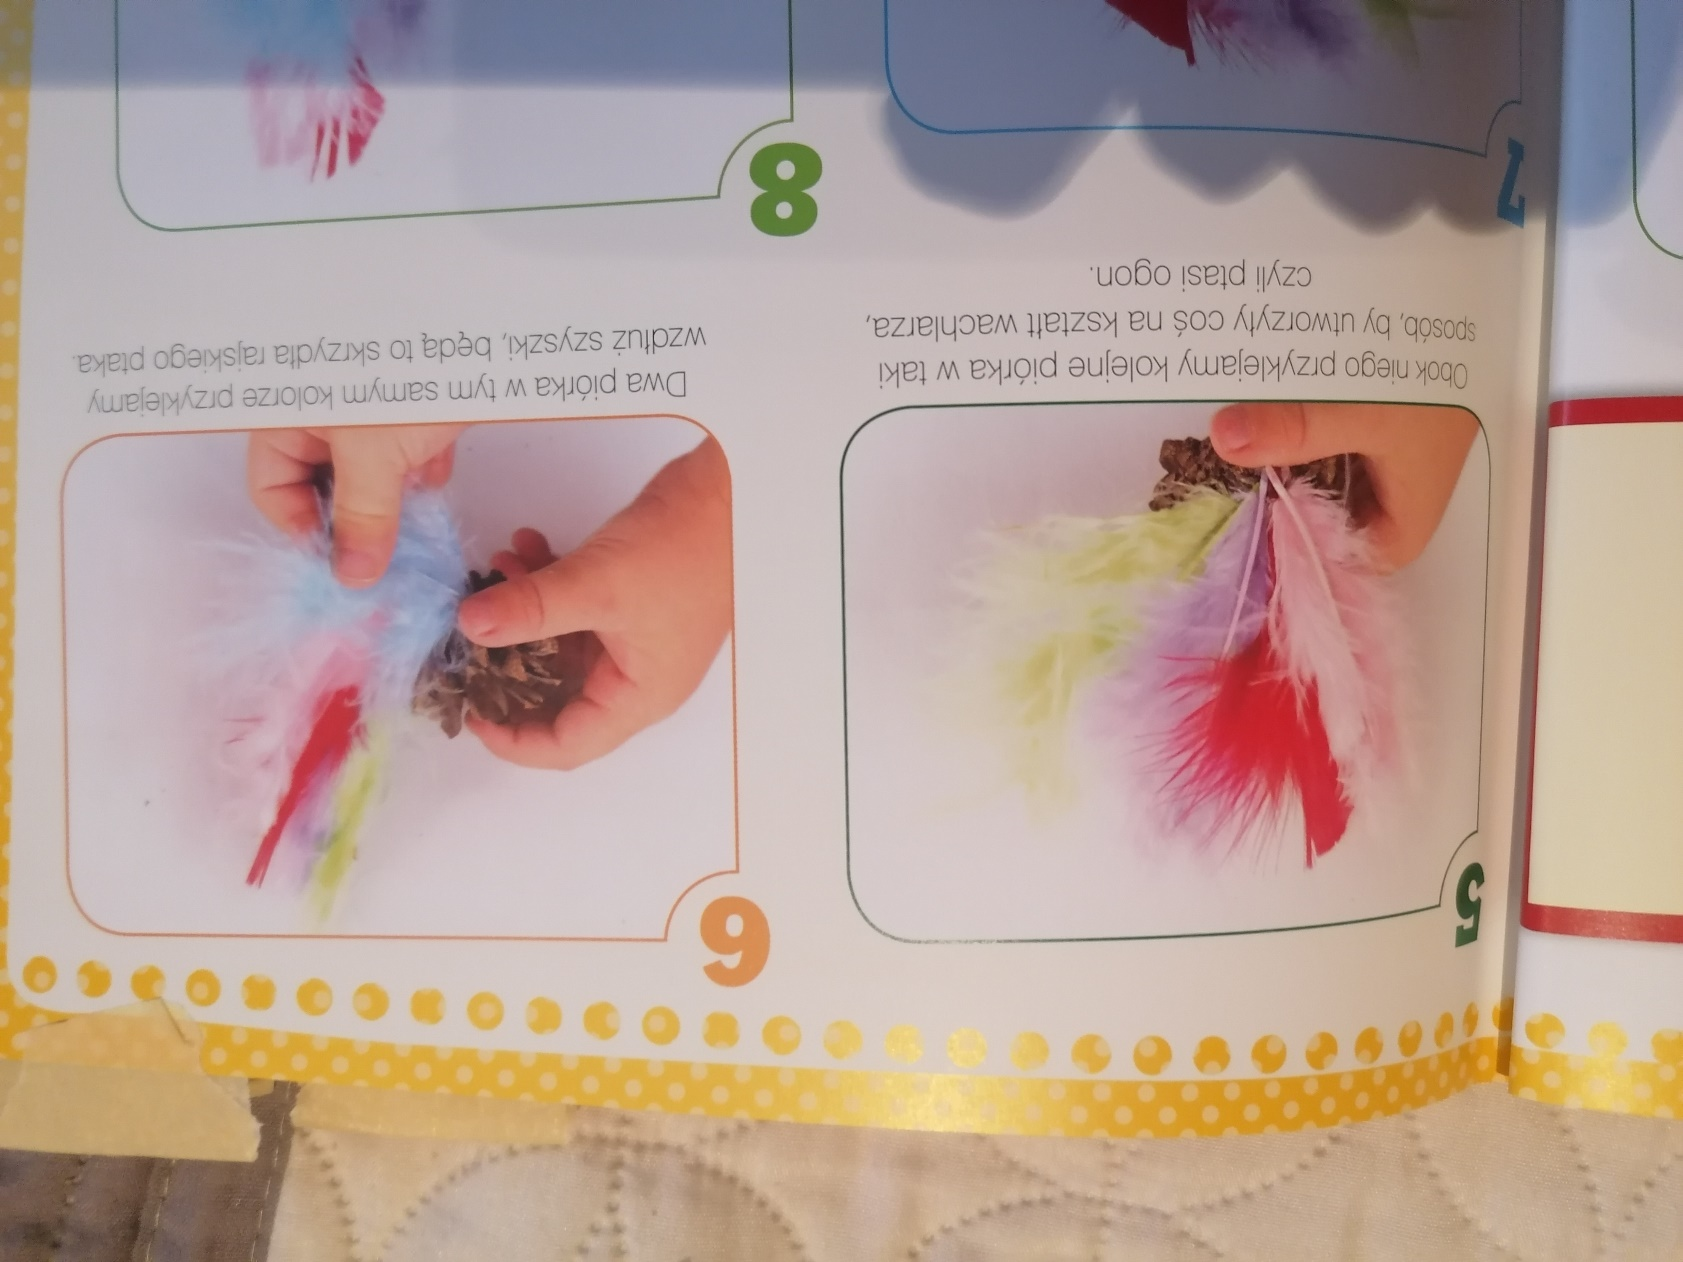 5
Obok niego przyklejamy kolejne piórka w taki
sposób, by utworzyły coś na kształt wachlarza,
czyli ptasi ogon.
6
Dwa piórka w tym samym kolorze przyklejamy
wzdłuż szyszki, będą to skrzydła rajskiego ptaka.
7
8